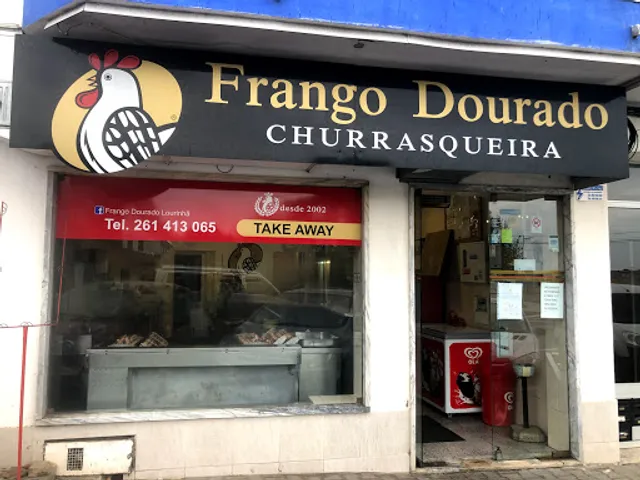 Frango Dourado
CHURRASQUEIRA
Frango Dourado Lourinhã
desde 2002
Tel. 261 413 065
TAKE AWAY